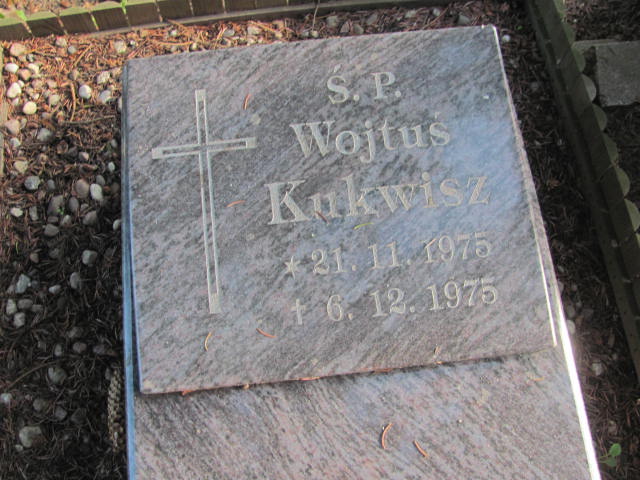 Ś. P.
Wojtuś
Kukwisz
* 21. 11. 1975
† 6. 12. 1975